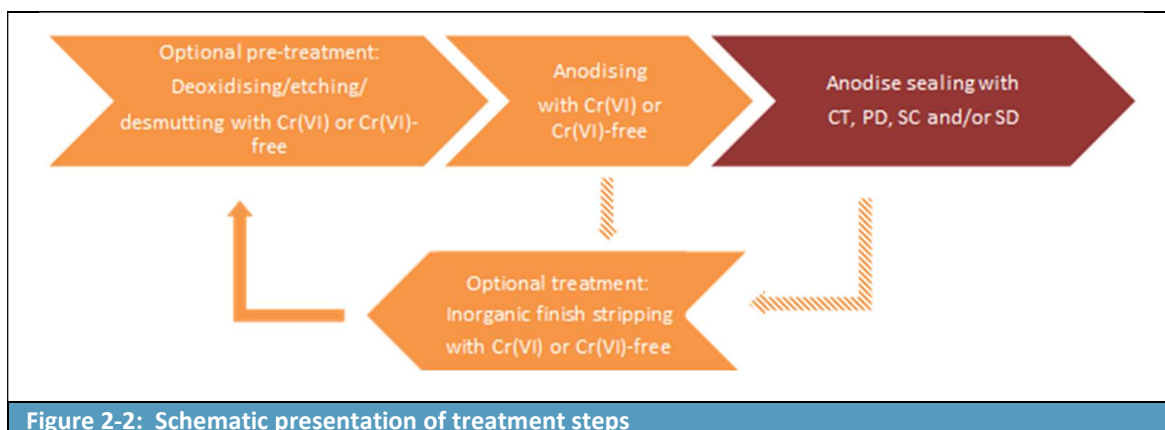 Optional pre-treatment:
Deoxidising/etching/
desmutting with Cr(VI) or Cr(VI)-
free
Anodising
with Cr(VI) or
Cr(VI)-free
Anodise sealing with
CT, PD, SC and/or SD
Optional treatment:
Inorganic finish stripping
with Cr(VI) or Cr(VI)-free
Figure 2-2:  Schematic presentation of treatment steps